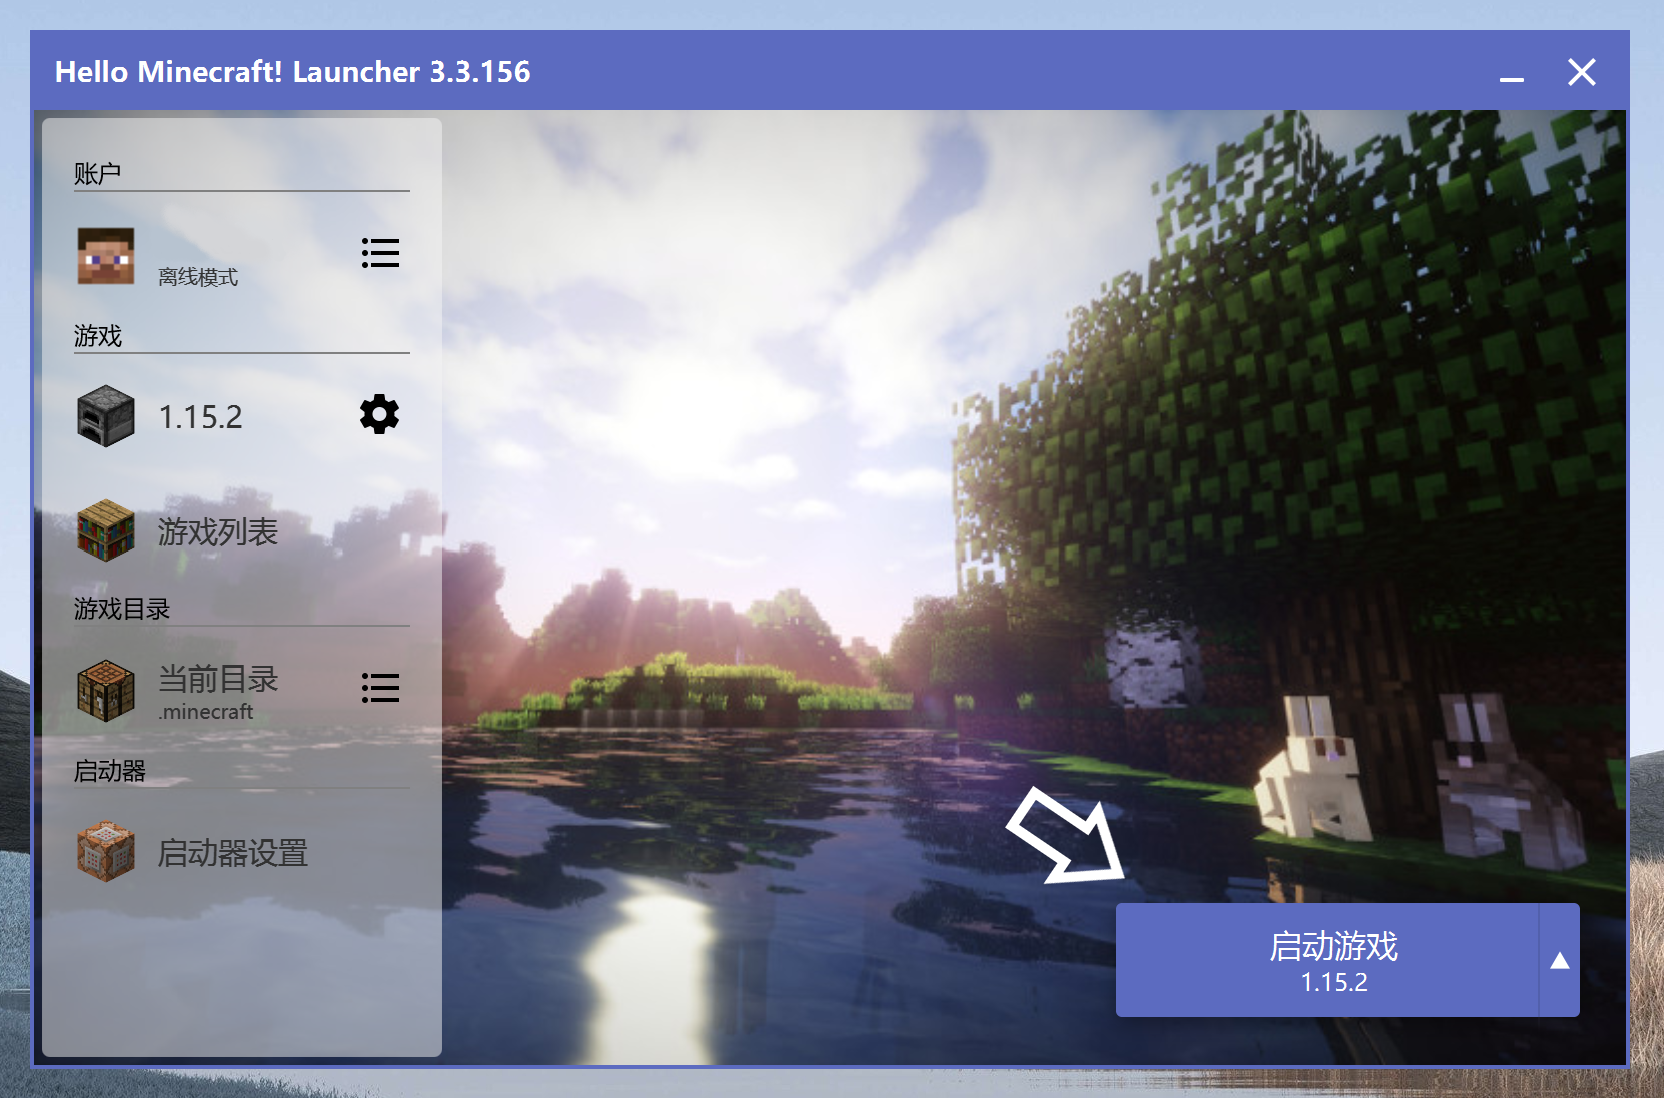 Hello Minecraft! Launcher 3.3.156
账户
离线模式
游戏
1.15.2
游戏列表
游戏目录
当前目录
.minecraft
启动器
启动器设置
启动游戏
1.15.2